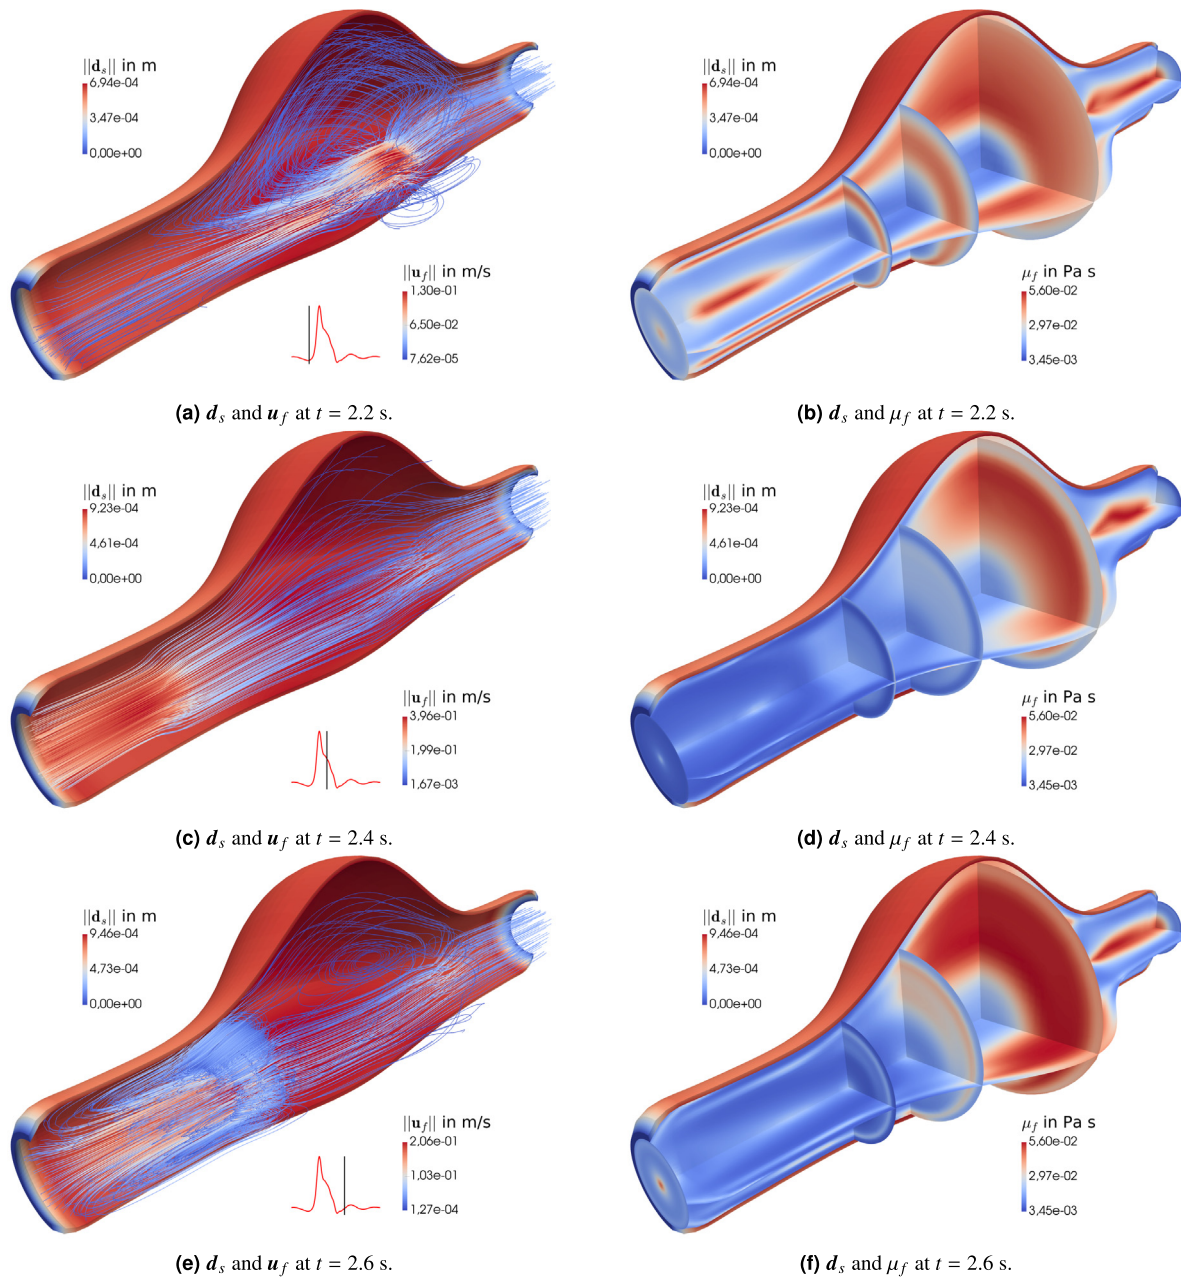 ||d_s|| in m
6,94e-04
3,47e-04
0,00e+00
||u_f|| in m/s
1,30e-01
6,50e-02
7,62e-05
(a) d_s and u_f at t = 2.2 s.
||d_s|| in m
6,94e-04
3,47e-04
0,00e+00
μ_f in Pa s
5,60e-02
2,97e-02
3,45e-03
(b) d_s and μ_f at t = 2.2 s.
||d_s|| in m
9,23e-04
4,61e-04
0,00e+00
||u_f|| in m/s
3,96e-01
1,99e-01
1,67e-03
(c) d_s and u_f at t = 2.4 s.
||d_s|| in m
9,23e-04
4,61e-04
0,00e+00
μ_f in Pa s
5,60e-02
2,97e-02
3,45e-03
(d) d_s and μ_f at t = 2.4 s.
||d_s|| in m
9,46e-04
4,73e-04
0,00e+00
||u_f|| in m/s
2,06e-01
1,03e-01
1,27e-04
(e) d_s and u_f at t = 2.6 s.
||d_s|| in m
9,46e-04
4,73e-04
0,00e+00
μ_f in Pa s
5,60e-02
2,97e-02
3,45e-03
(f) d_s and μ_f at t = 2.6 s.